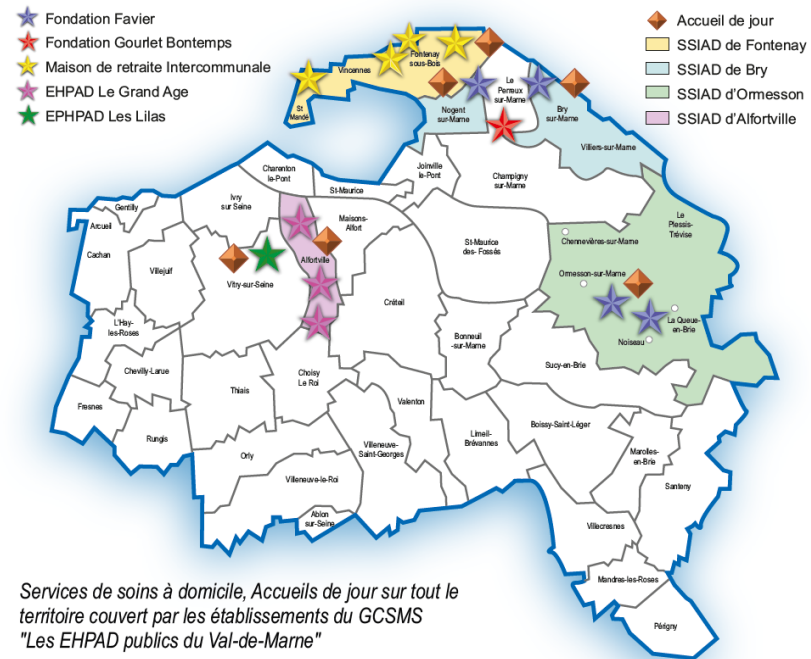 Fondation Favier
Fondation Gourlet Bontemps
Maison de retraite Intercommunale
EHPAD Le Grand Age
EPHPAD Les Lilas
Accueil de jour
SSIAD de Fontenay
SSIAD de Bry
SSIAD d'Ormesson
SSIAD d'Alfortville
Fontenay
sous-Bois
Vincennes
St
Mandé
Le
Perreux
sur-Marne
Nogent
sur-Marne
Bry
sur-Marne
Villiers-sur-Marne
Joinville
le-Pont
Champigny
sur-Marne
Charenton
le-Pont
St-Maurice
Ivry
sur Seine
Maisons-
Alfort
Gentilly
Arcueil
Cachan
Villejuif
Vitry-sur-Seine
Alfortville
St-Maurice
des-Fossés
Le
Plessis-
Trévise
Chennevières-sur-Marne
Ormesson-sur-Marne
La Queue-
en-Brie
Noiseau
Créteil
L'Hay-
les-Roses
Chevilly-Larue
Fresnes
Rungis
Thiais
Choisy
Le Roi
Bonneuil
-sur-Marne
Sucy-en-Brie
Valenton
Limeil-
Brévannes
Boissy-Saint-Léger
Marolles-
en-Brie
Santeny
Orly
Villeneuve-
Saint-Georges
Villeneuve-le-Roi
Ablon
sur-Seine
Villecresnes
Mandres-les-Roses
Périgny
Services de soins à domicile, Accueils de jour sur tout le
territoire couvert par les établissements du GCSMS
"Les EHPAD publics du Val-de-Marne"